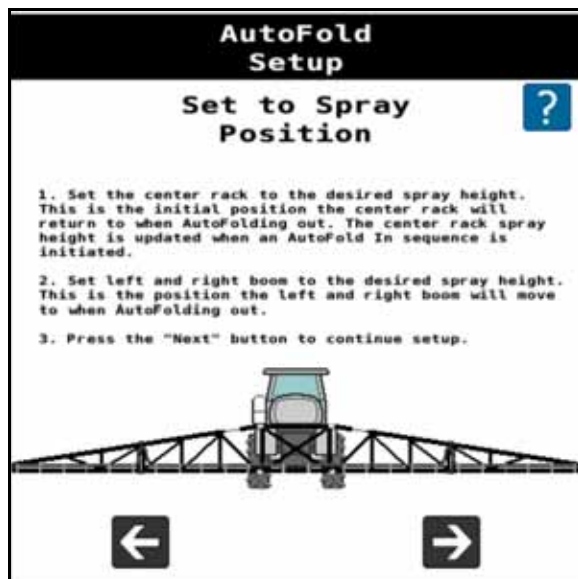 AutoFold
Setup
Set to Spray
Position
?
1. Set the center rack to the desired spray height.
This is the initial position the center rack will
return to when AutoFolding out. The center rack spray
height is updated when an AutoFold In sequence is
initiated.
2. Set left and right boom to the desired spray height.
This is the position the left and right boom will move
to when AutoFolding out.
3. Press the "Next" button to continue setup.